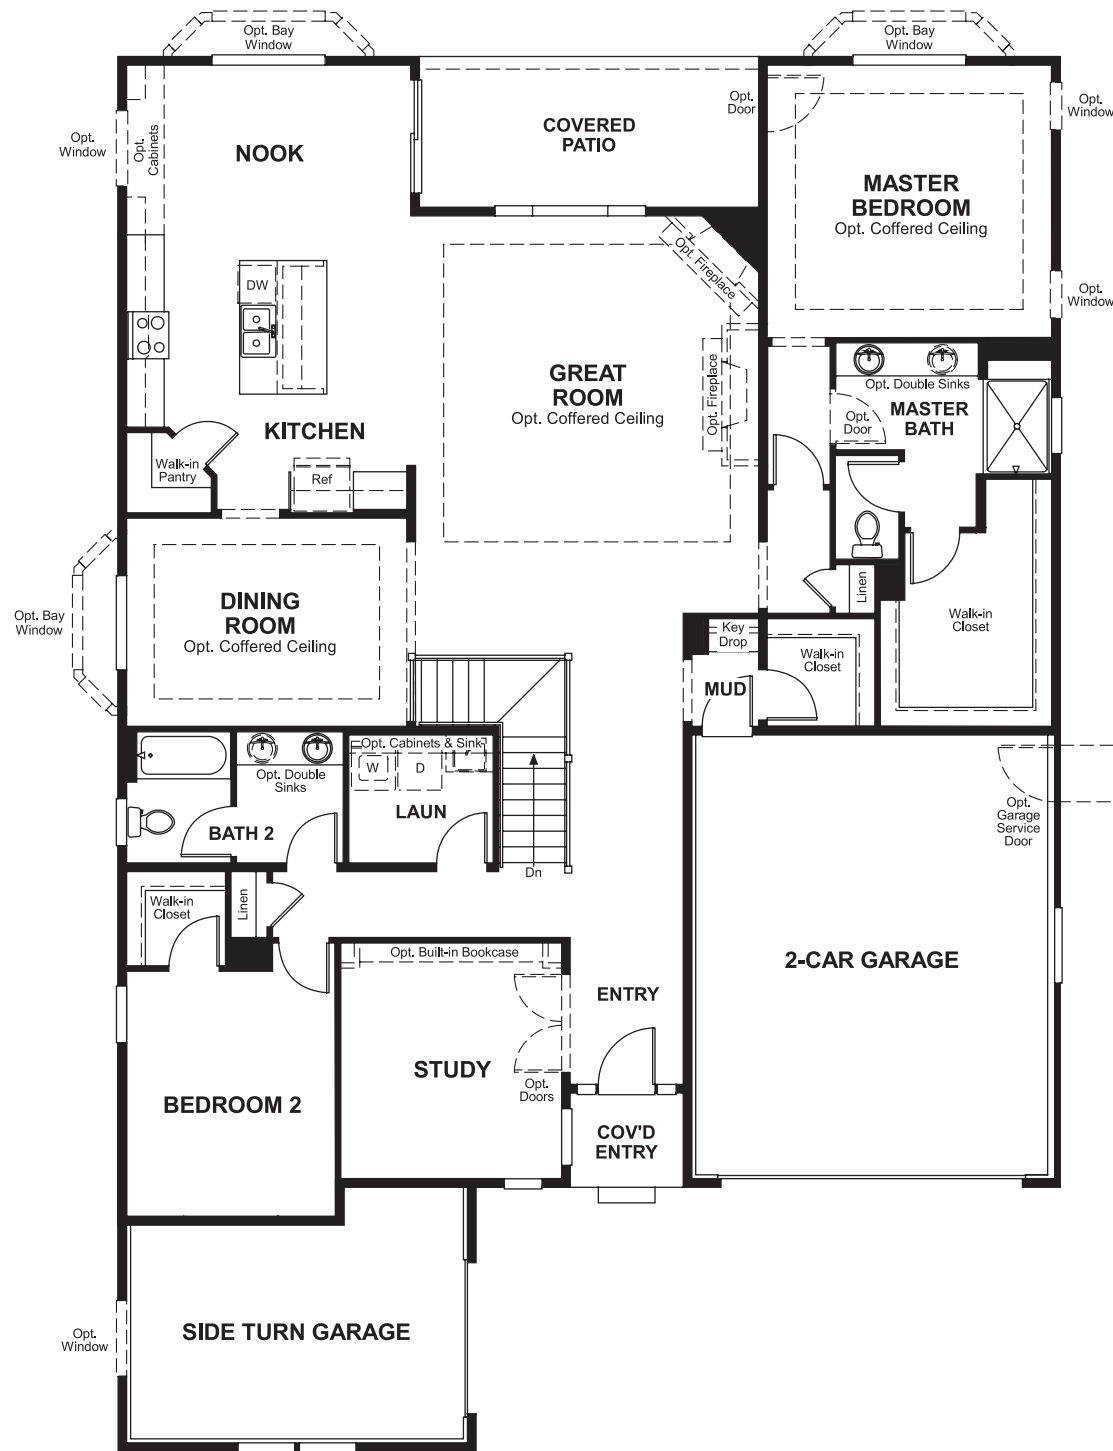 Opt. Bay
Window
Opt. Bay
Window
Opt.
Window
Opt.
Cabinets
NOOK
COVERED
PATIO
Opt.
Door
MASTER
BEDROOM
Opt. Coffered Ceiling
Opt.
Window
Opt.
Window
DW
Opt. Fireplace
Opt. Fireplace
GREAT
ROOM
Opt. Coffered Ceiling
KITCHEN
Walk-in
Pantry
Ref
Opt. Double Sinks
MASTER
BATH
Opt.
Door
Linen
Walk-in
Closet
DINING
ROOM
Opt. Coffered Ceiling
Opt. Bay
Window
Key
Drop
MUD
Walk-in
Closet
Opt. Double
Sinks
BATH 2
Opt. Cabinets & Sink
W
D
LAUN
Dn
Opt.
Garage
Service
Door
Walk-in
Closet
Linen
Opt. Built-in Bookcase
ENTRY
2-CAR GARAGE
STUDY
Opt.
Doors
BEDROOM 2
COV'D
ENTRY
SIDE TURN GARAGE
Opt.
Window